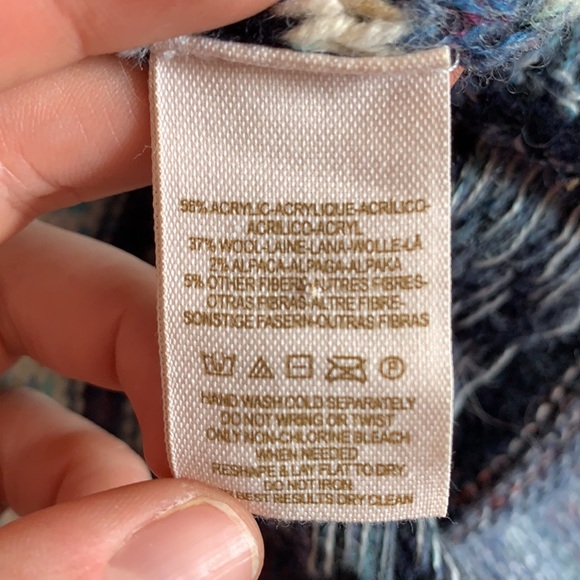 56% ACRYLIC-ACRYLIQUE-ACRILICO-
ACRILICO-ACRYL
37% WOOL-LAINE-LANA-WOLLE-LÃ
2% ALPACA-ALPAGA-ALPAKA
5% OTHER FIBERS-AUTRES FIBRES-
OTRAS FIBRAS-ALTRE FIBRE-
SONSTIGE FASERN-OUTRAS FIBRAS
P
HAND WASH COLD SEPARATELY
DO NOT WRING OR TWIST
ONLY NON-CHLORINE BLEACH
WHEN NEEDED
RESHAPE & LAY FLAT TO DRY.
DO NOT IRON.
BEST RESULTS DRY CLEAN